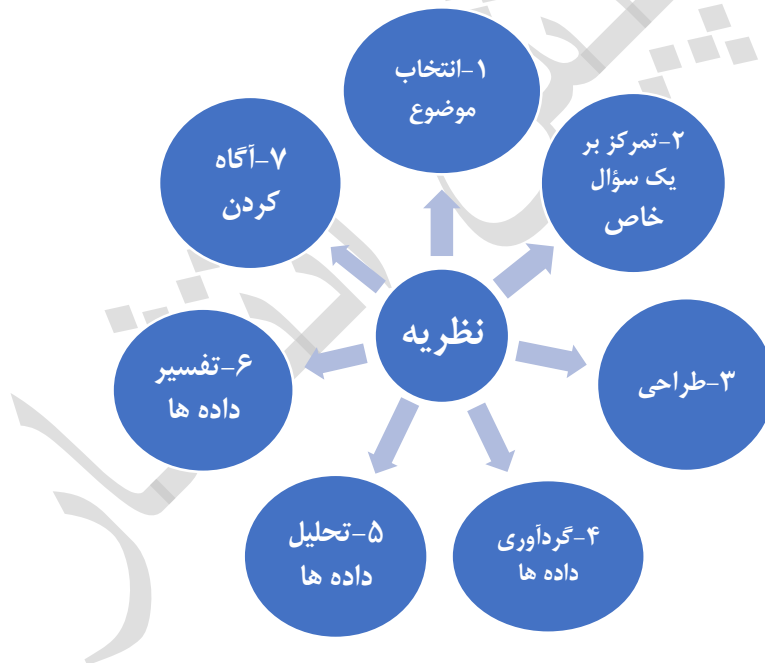 ۱-انتخاب
موضوع
۲-تمرکز بر
یک سؤال
خاص
۳-طراحی
۴-گردآوری
داده ها
۵-تحلیل
داده ها
۶-تفسیر
داده ها
۷-آگاه
کردن
نظریه